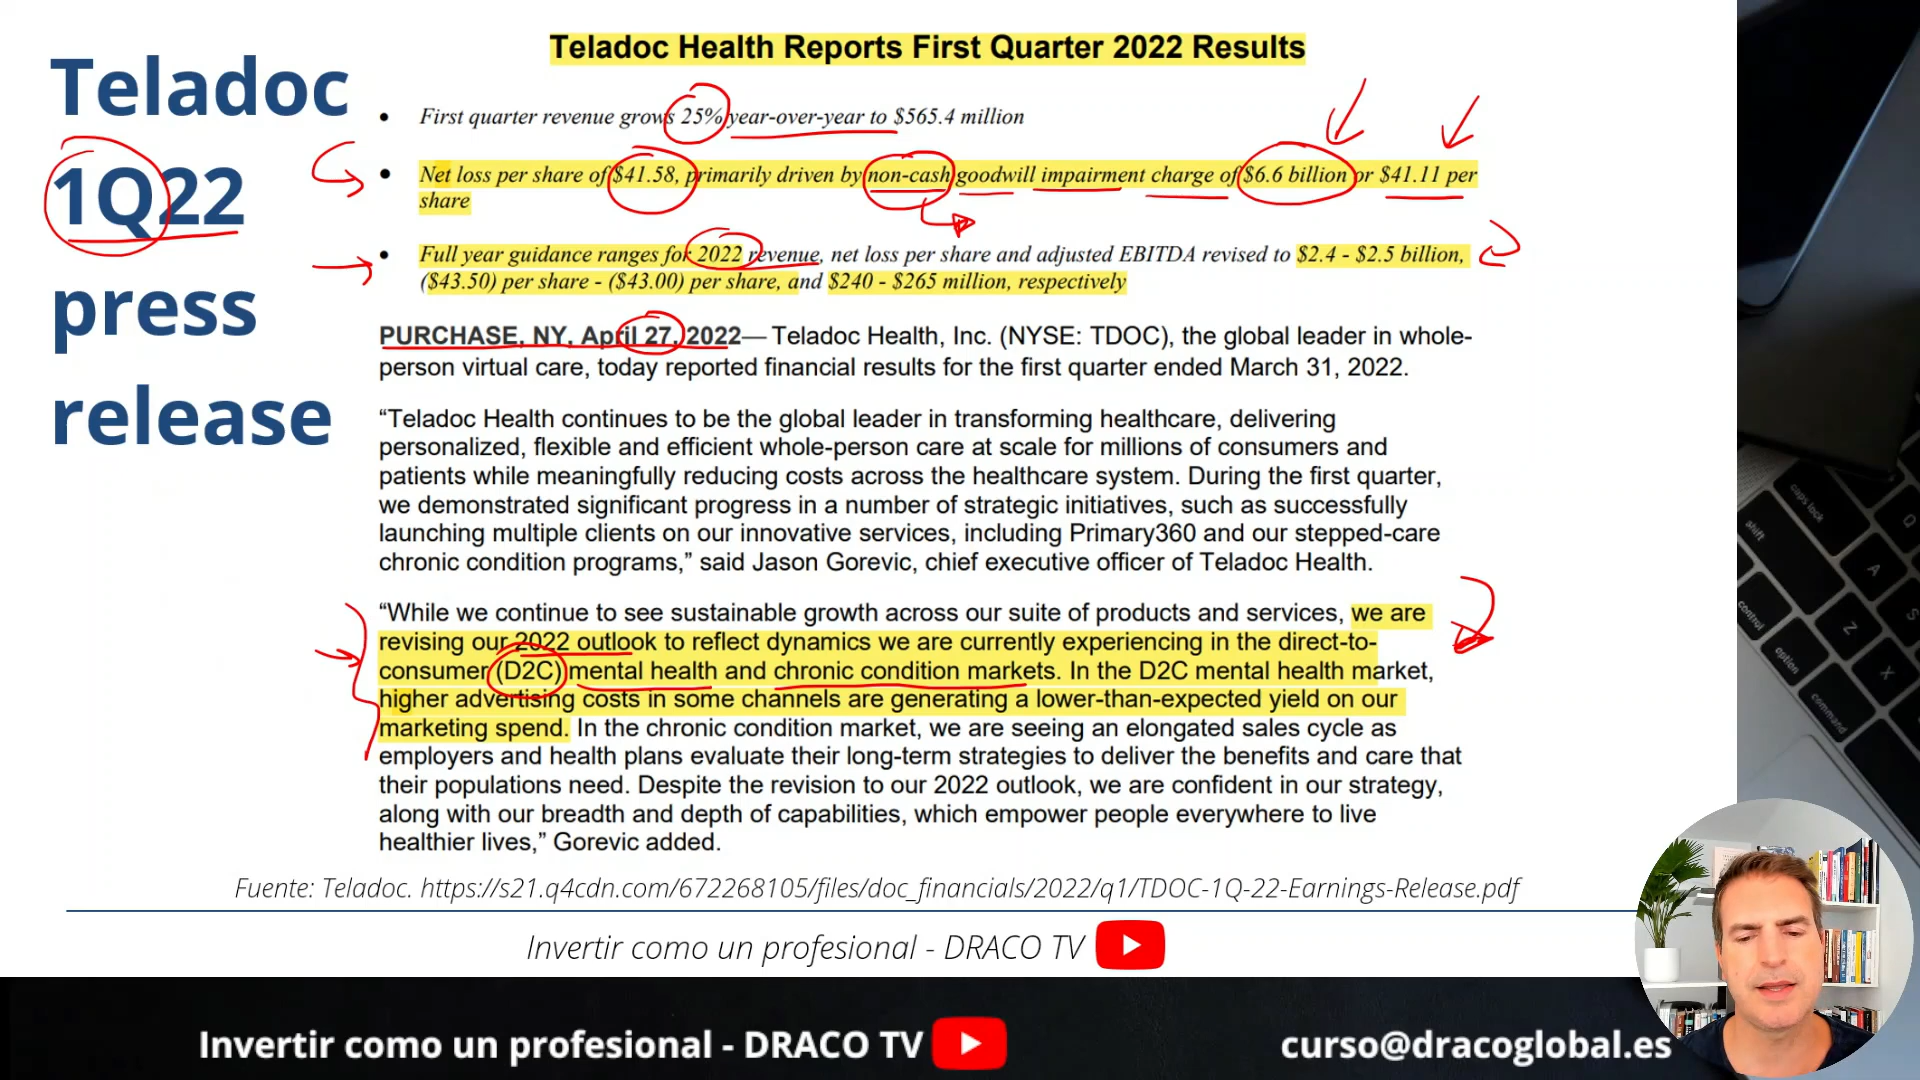 Teladoc
1Q22
press
release
Teladoc Health Reports First Quarter 2022 Results
• First quarter revenue grows 25% year-over-year to $565.4 million
• Net loss per share of $41.58, primarily driven by non-cash goodwill impairment charge of $6.6 billion or $41.11 per
share
• Full year guidance ranges for 2022 revenue, net loss per share and adjusted EBITDA revised to $2.4 - $2.5 billion,
($43.50) per share - ($43.00) per share, and $240 - $265 million, respectively
PURCHASE, NY, April 27, 2022— Teladoc Health, Inc. (NYSE: TDOC), the global leader in whole-
person virtual care, today reported financial results for the first quarter ended March 31, 2022.
“Teladoc Health continues to be the global leader in transforming healthcare, delivering
personalized, flexible and efficient whole-person care at scale for millions of consumers and
patients while meaningfully reducing costs across the healthcare system. During the first quarter,
we demonstrated significant progress in a number of strategic initiatives, such as successfully
launching multiple clients on our innovative services, including Primary360 and our stepped-care
chronic condition programs,” said Jason Gorevic, chief executive officer of Teladoc Health.
“While we continue to see sustainable growth across our suite of products and services, we are
revising our 2022 outlook to reflect dynamics we are currently experiencing in the direct-to-
consumer (D2C) mental health and chronic condition markets. In the D2C mental health market,
higher advertising costs in some channels are generating a lower-than-expected yield on our
marketing spend. In the chronic condition market, we are seeing an elongated sales cycle as
employers and health plans evaluate their long-term strategies to deliver the benefits and care that
their populations need. Despite the revision to our 2022 outlook, we are confident in our strategy,
along with our breadth and depth of capabilities, which empower people everywhere to live
healthier lives,” Gorevic added.
Fuente: Teladoc. https://s21.q4cdn.com/672268105/files/doc_financials/2022/q1/TDOC-1Q-22-Earnings-Release.pdf
Invertir como un profesional - DRACO TV
Invertir como un profesional - DRACO TV
curso@dracoglobal.es
caps lock
Q
shift
A
Z
control
option
S
X
command